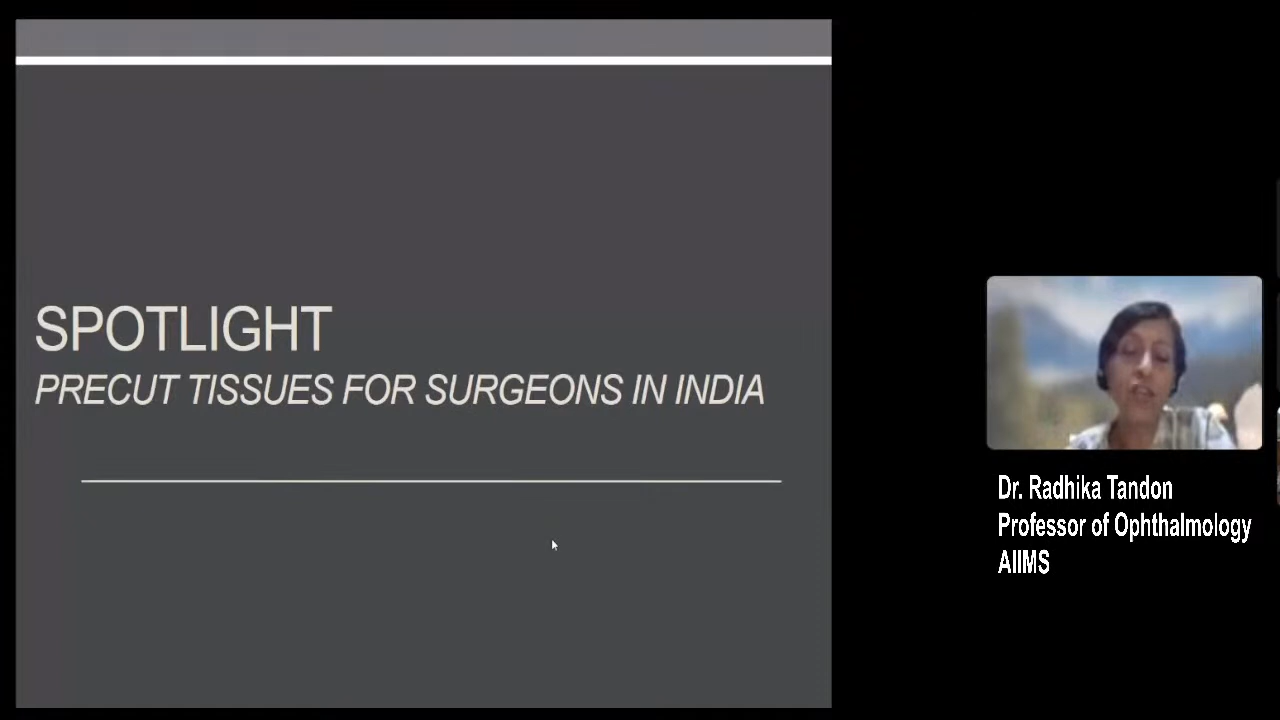 SPOTLIGHT
PRECUT TISSUES FOR SURGEONS IN INDIA
Dr. Radhika Tandon
Professor of Ophthalmology
AIIMS